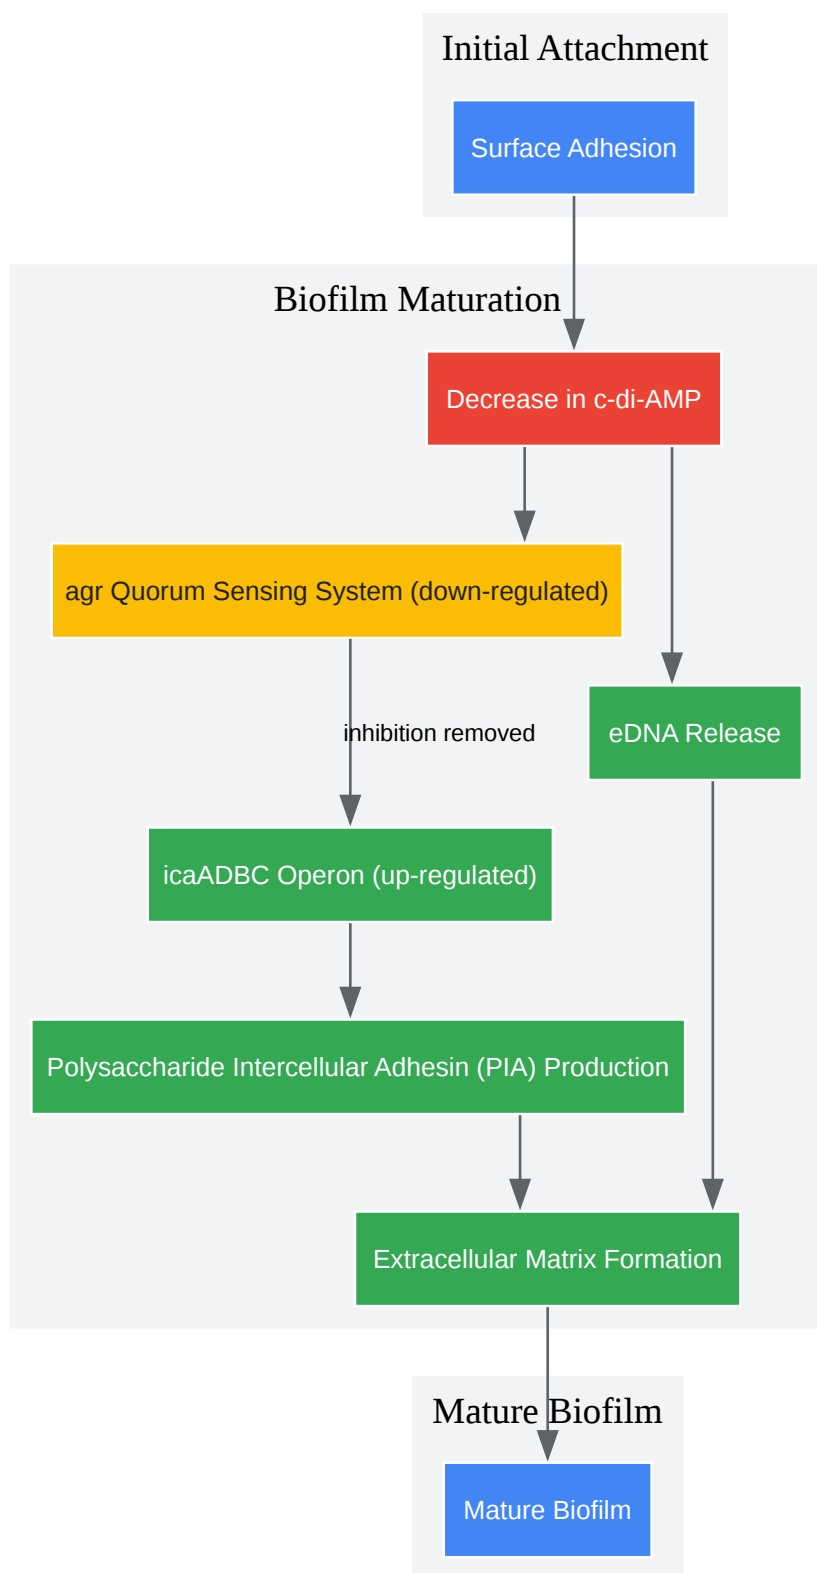 Initial Attachment
Surface Adhesion
Biofilm Maturation
Decrease in c-di-AMP
agr Quorum Sensing System (down-regulated)
inhibition removed
eDNA Release
icaADBC Operon (up-regulated)
Polysaccharide Intercellular Adhesin (PIA) Production
Extracellular Matrix Formation
Mature Biofilm
Mature Biofilm